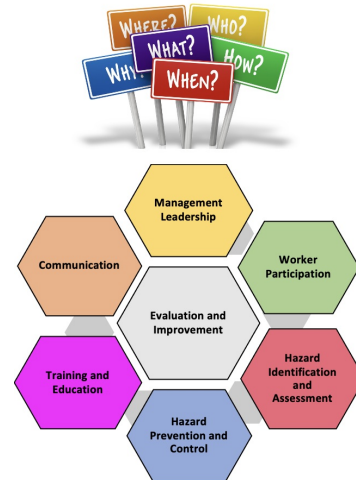 WHERE?
WHO?
WHAT?
WHY?
HOW?
WHEN?
Management
Leadership
Communication
Worker
Participation
Evaluation and
Improvement
Training and
Education
Hazard
Identification
and
Assessment
Hazard
Prevention and
Control